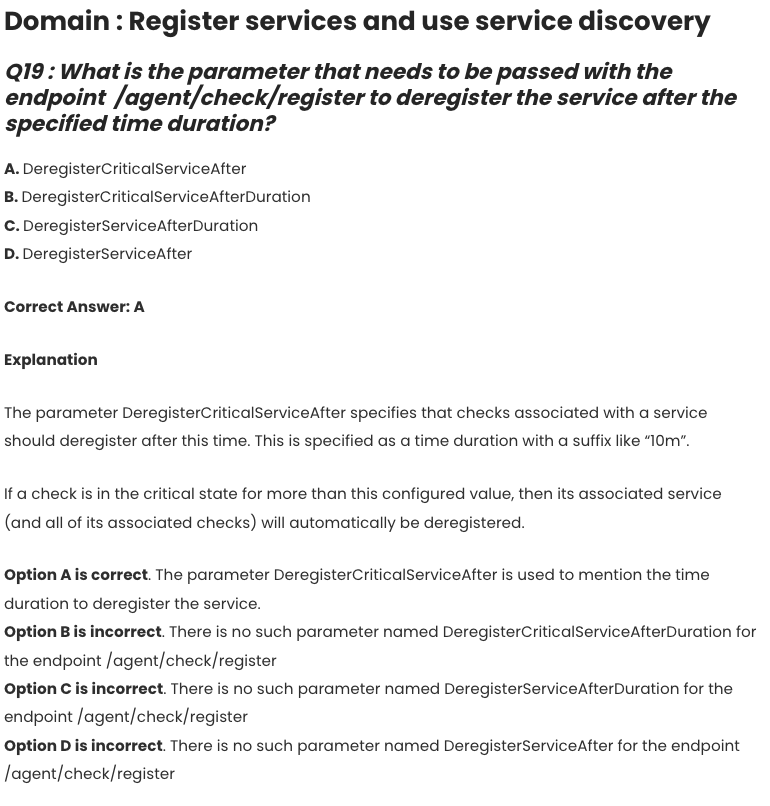 Domain : Register services and use service discovery
Q19 : What is the parameter that needs to be passed with the
endpoint  /agent/check/register to deregister the service after the
specified time duration?
A. DeregisterCriticalServiceAfter
B. DeregisterCriticalServiceAfterDuration
C. DeregisterServiceAfterDuration
D. DeregisterServiceAfter
Correct Answer: A
Explanation
The parameter DeregisterCriticalServiceAfter specifies that checks associated with a service
should deregister after this time. This is specified as a time duration with a suffix like “10m”.
If a check is in the critical state for more than this configured value, then its associated service
(and all of its associated checks) will automatically be deregistered.
Option A is correct. The parameter DeregisterCriticalServiceAfter is used to mention the time
duration to deregister the service.
Option B is incorrect. There is no such parameter named DeregisterCriticalServiceAfterDuration for
the endpoint /agent/check/register
Option C is incorrect. There is no such parameter named DeregisterServiceAfterDuration for the
endpoint /agent/check/register
Option D is incorrect. There is no such parameter named DeregisterServiceAfter for the endpoint
/agent/check/register